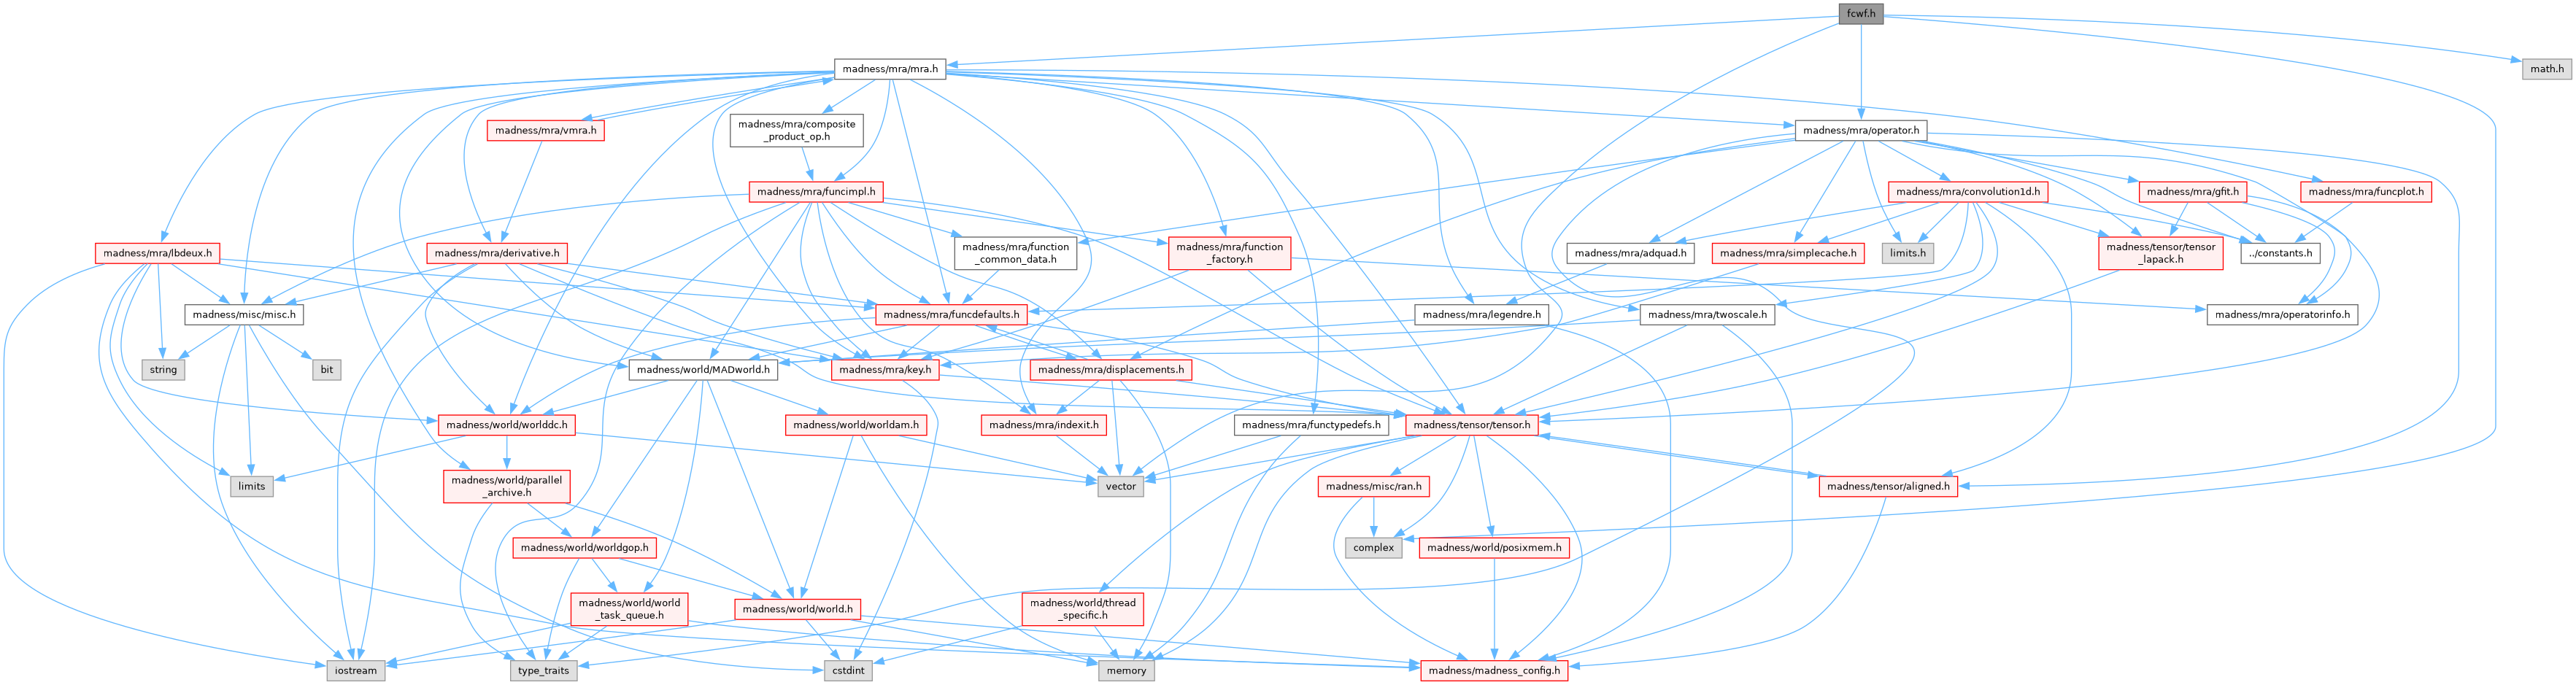 fcwf.h
madness/mra/mra.h
math.h
madness/mra/vmra.h
madness/mra/composite
_product_op.h
madness/mra/operator.h
madness/mra/funcimpl.h
madness/mra/convolution1d.h
madness/mra/gfit.h
madness/mra/funcplot.h
madness/mra/lbdeux.h
madness/mra/derivative.h
madness/mra/function
_common_data.h
madness/mra/function
_factory.h
madness/mra/adquad.h
madness/mra/simplecache.h
limits.h
madness/tensor/tensor
_lapack.h
../constants.h
madness/misc/misc.h
madness/mra/funcdefaults.h
madness/mra/legendre.h
madness/mra/twoscale.h
madness/mra/operatorinfo.h
string
bit
madness/world/MADworld.h
madness/mra/key.h
madness/mra/displacements.h
madness/world/worlddc.h
madness/world/worldam.h
madness/mra/indexit.h
madness/mra/functypedefs.h
madness/tensor/tensor.h
limits
madness/world/parallel
_archive.h
vector
madness/misc/ran.h
madness/tensor/aligned.h
madness/world/worldgop.h
complex
madness/world/posixmem.h
madness/world/world
_task_queue.h
madness/world/world.h
madness/world/thread
_specific.h
iostream
type_traits
cstdint
memory
madness/madness_config.h